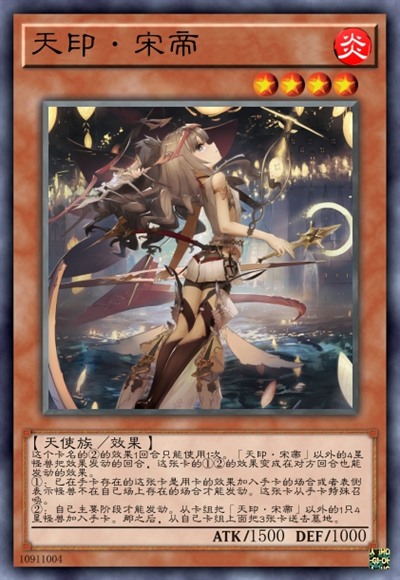 天印・宋帝
炎
【天使族／效果】
这个卡名的②的效果1回合只能使用1次。「天印・宋帝」以外的4星
怪兽把效果发动的回合，这张卡的①②的效果变成在对方回合也能
发动的效果。
①：已在手卡存在的这张卡是用卡的效果加入手卡的场合或者表侧
表示怪兽不在自己场上存在的场合才能发动。这张卡从手卡特殊召
唤。
②：自己主要阶段才能发动。从卡组把「天印・宋帝」以外的1只4
星怪兽加入手卡。那之后，从自己卡组上面把3张卡送去墓地。
ATK/1500 DEF/1000
10911004